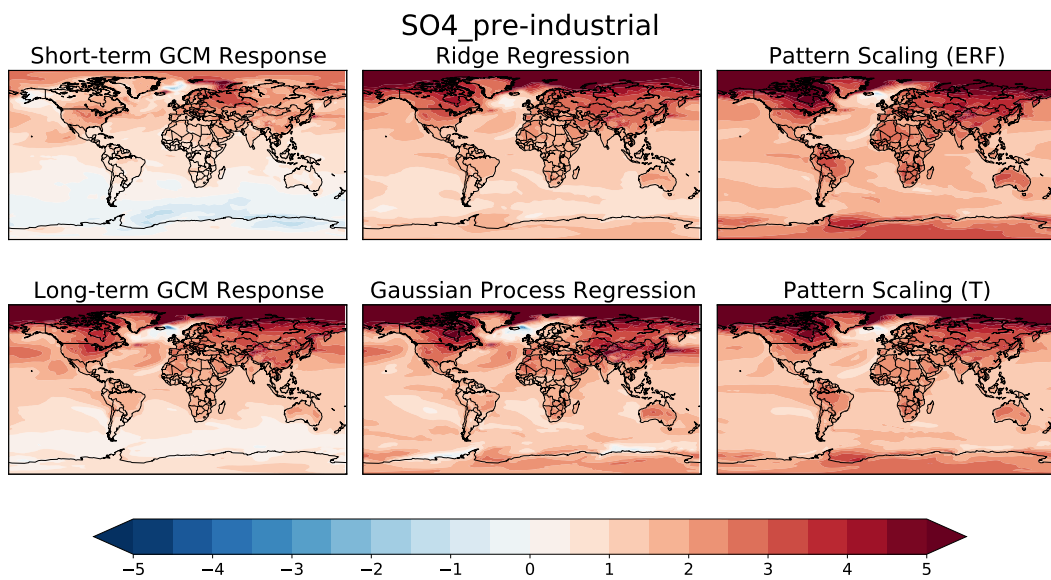 SO4_pre-industrial
Short-term GCM Response
Ridge Regression
Pattern Scaling (ERF)
Long-term GCM Response
Gaussian Process Regression
Pattern Scaling (T)
−5 −4 −3 −2 −1 0 1 2 3 4 5